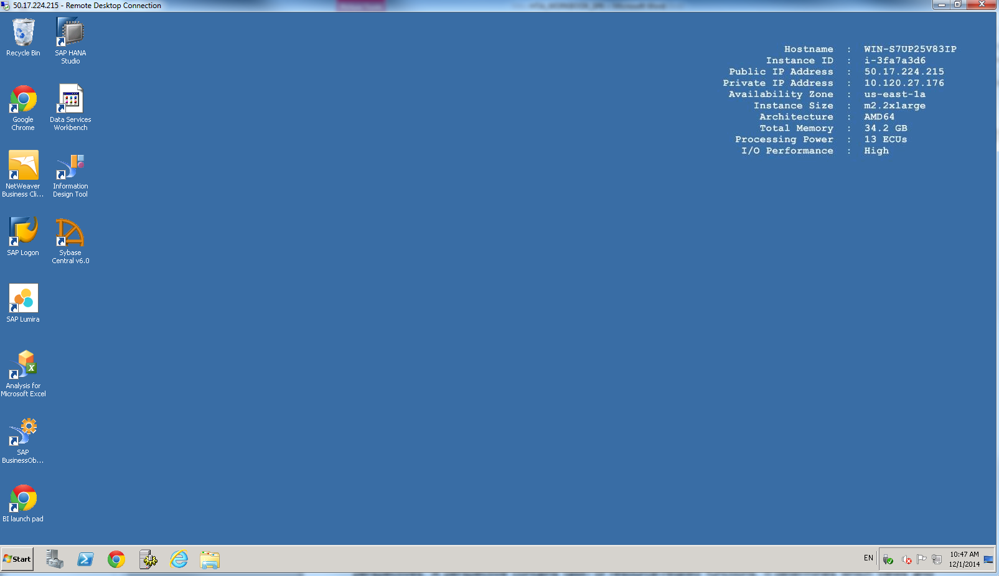 50.17.224.215 - Remote Desktop Connection
Recycle Bin
SAP HANA
Studio
Google
Chrome
Data Services
Workbench
NetWeaver
Business Cli...
Information
Design Tool
SAP Logon
Sybase
Central v6.0
SAP Lumira
Analysis for
Microsoft Excel
SAP
BusinessOb...
BI launch pad
Hostname : WIN-S7UP25V83IP
Instance ID : i-3fa7a3d6
Public IP Address : 50.17.224.215
Private IP Address : 10.120.27.176
Availability Zone : us-east-1a
Instance Size : m2.2xlarge
Architecture : AMD64
Total Memory : 34.2 GB
Processing Power : 13 ECUs
I/O Performance : High
Start
EN
10:47 AM
12/1/2014